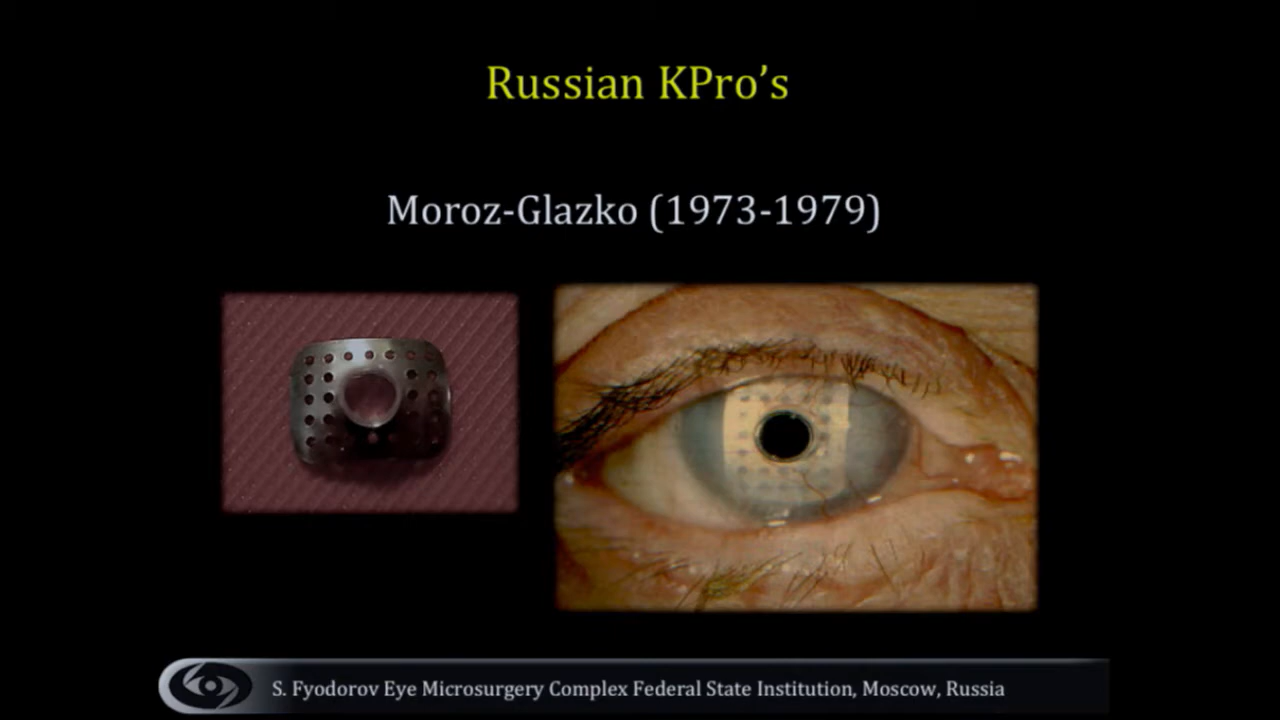 Russian KPro’s
Moroz-Glazko (1973-1979)
S. Fyodorov Eye Microsurgery Complex Federal State Institution, Moscow, Russia